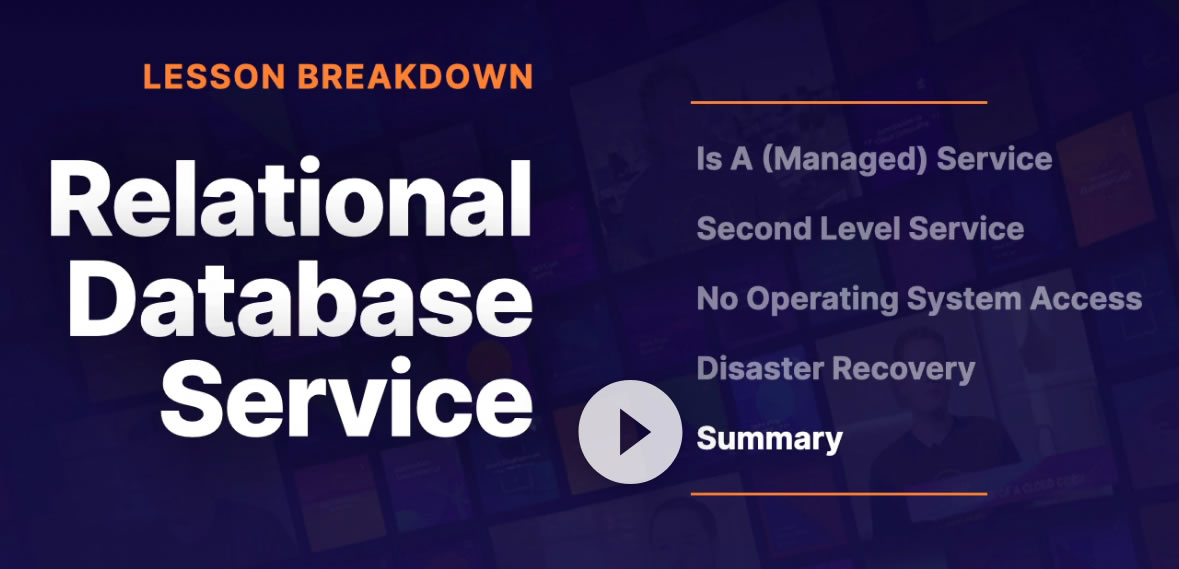 LESSON BREAKDOWN
Relational
Database
Service
Is A (Managed) Service
Second Level Service
No Operating System Access
Disaster Recovery
Summary